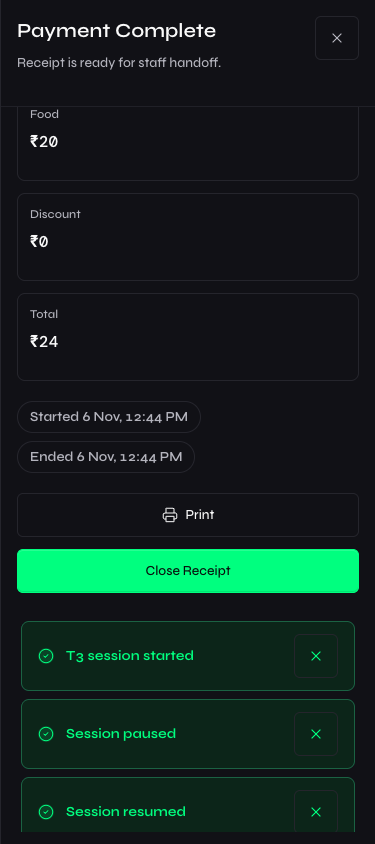 Payment Complete
Receipt is ready for staff handoff.
Food
₹20
Discount
₹0
Total
₹24
Started 6 Nov, 12:44 PM
Ended 6 Nov, 12:44 PM
Print
Close Receipt
T3 session started
Session paused
Session resumed